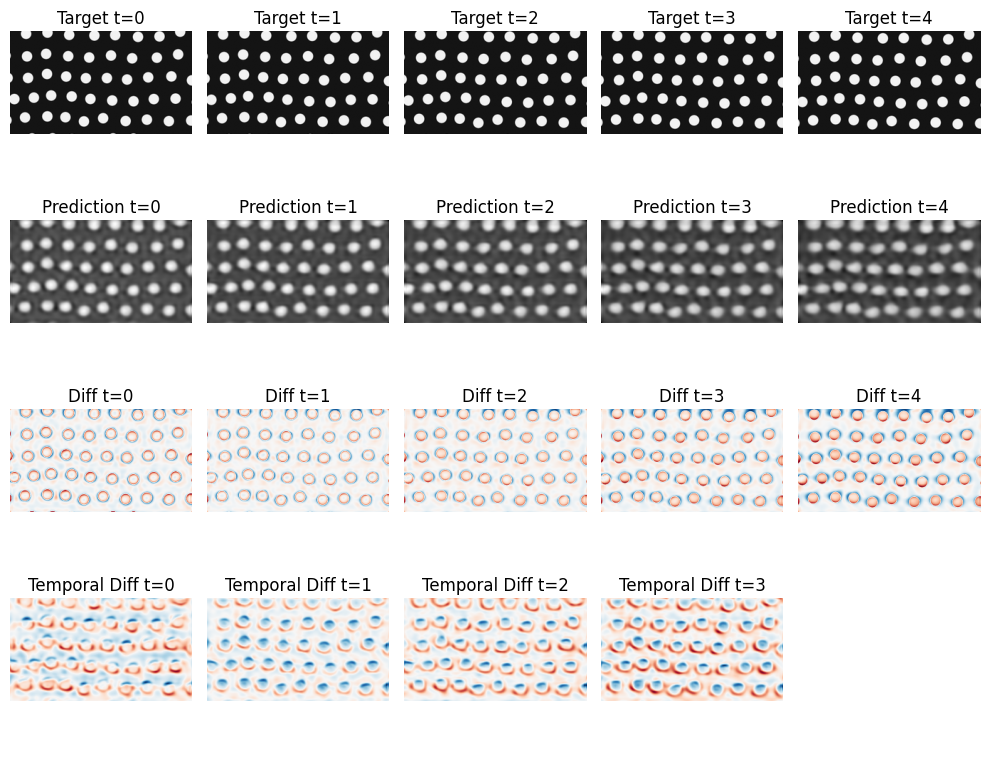 Target t=0 Target t=1 Target t=2 Target t=3 Target t=4
Prediction t=0 Prediction t=1 Prediction t=2 Prediction t=3 Prediction t=4
Diff t=0 Diff t=1 Diff t=2 Diff t=3 Diff t=4
Temporal Diff t=0 Temporal Diff t=1 Temporal Diff t=2 Temporal Diff t=3